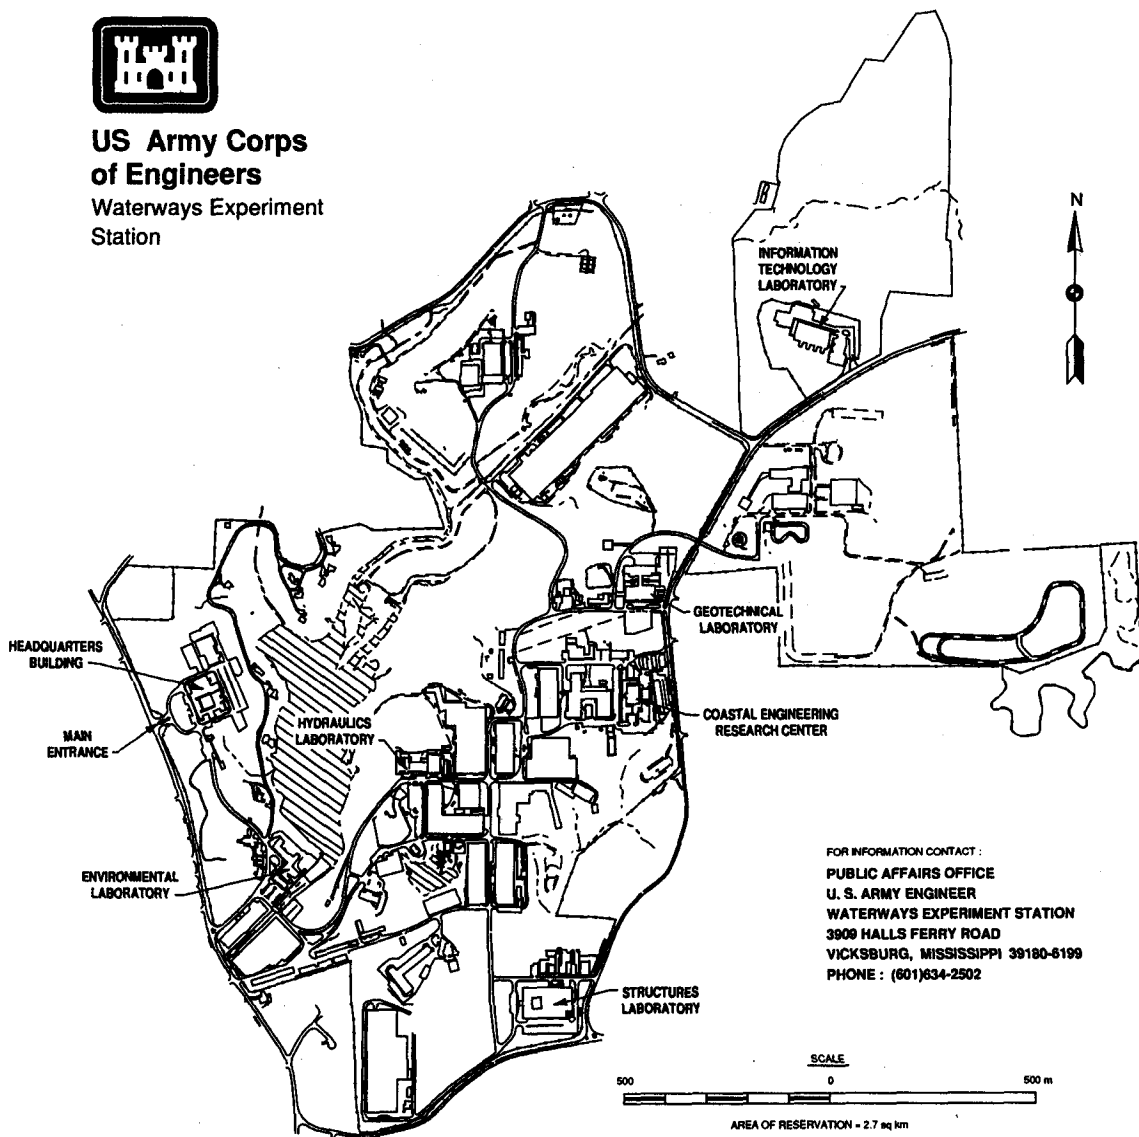 US Army Corps
of Engineers
Waterways Experiment
Station
N
INFORMATION
TECHNOLOGY
LABORATORY
GEOTECHNICAL
LABORATORY
HEADQUARTERS
BUILDING
MAIN
ENTRANCE
HYDRAULICS
LABORATORY
COASTAL ENGINEERING
RESEARCH CENTER
ENVIRONMENTAL
LABORATORY
STRUCTURES
LABORATORY
FOR INFORMATION CONTACT :
PUBLIC AFFAIRS OFFICE
U. S. ARMY ENGINEER
WATERWAYS EXPERIMENT STATION
3909 HALLS FERRY ROAD
VICKSBURG, MISSISSIPPI 39180-6199
PHONE : (601)634-2502
SCALE
500 0 500 m
AREA OF RESERVATION = 2.7 sq km